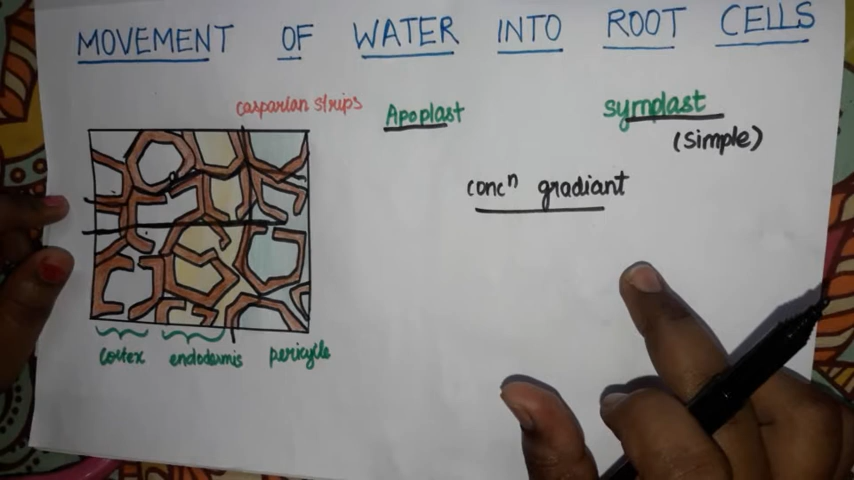 MOVEMENT OF WATER INTO ROOT CELLS
casparian strips
Apoplast
symplast
(simple)
concⁿ gradiant
cortex endodermis pericycle